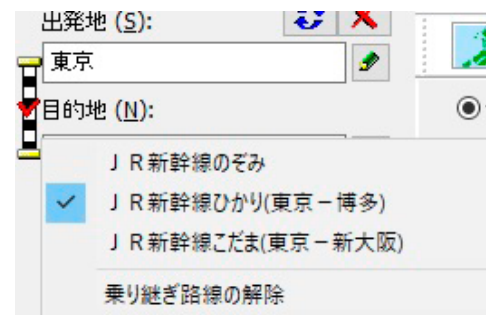 出発地 (S):
東京
目的地 (N):
ＪＲ新幹線のぞみ
ＪＲ新幹線ひかり(東京－博多)
ＪＲ新幹線こだま(東京－新大阪)
乗り継ぎ路線の解除